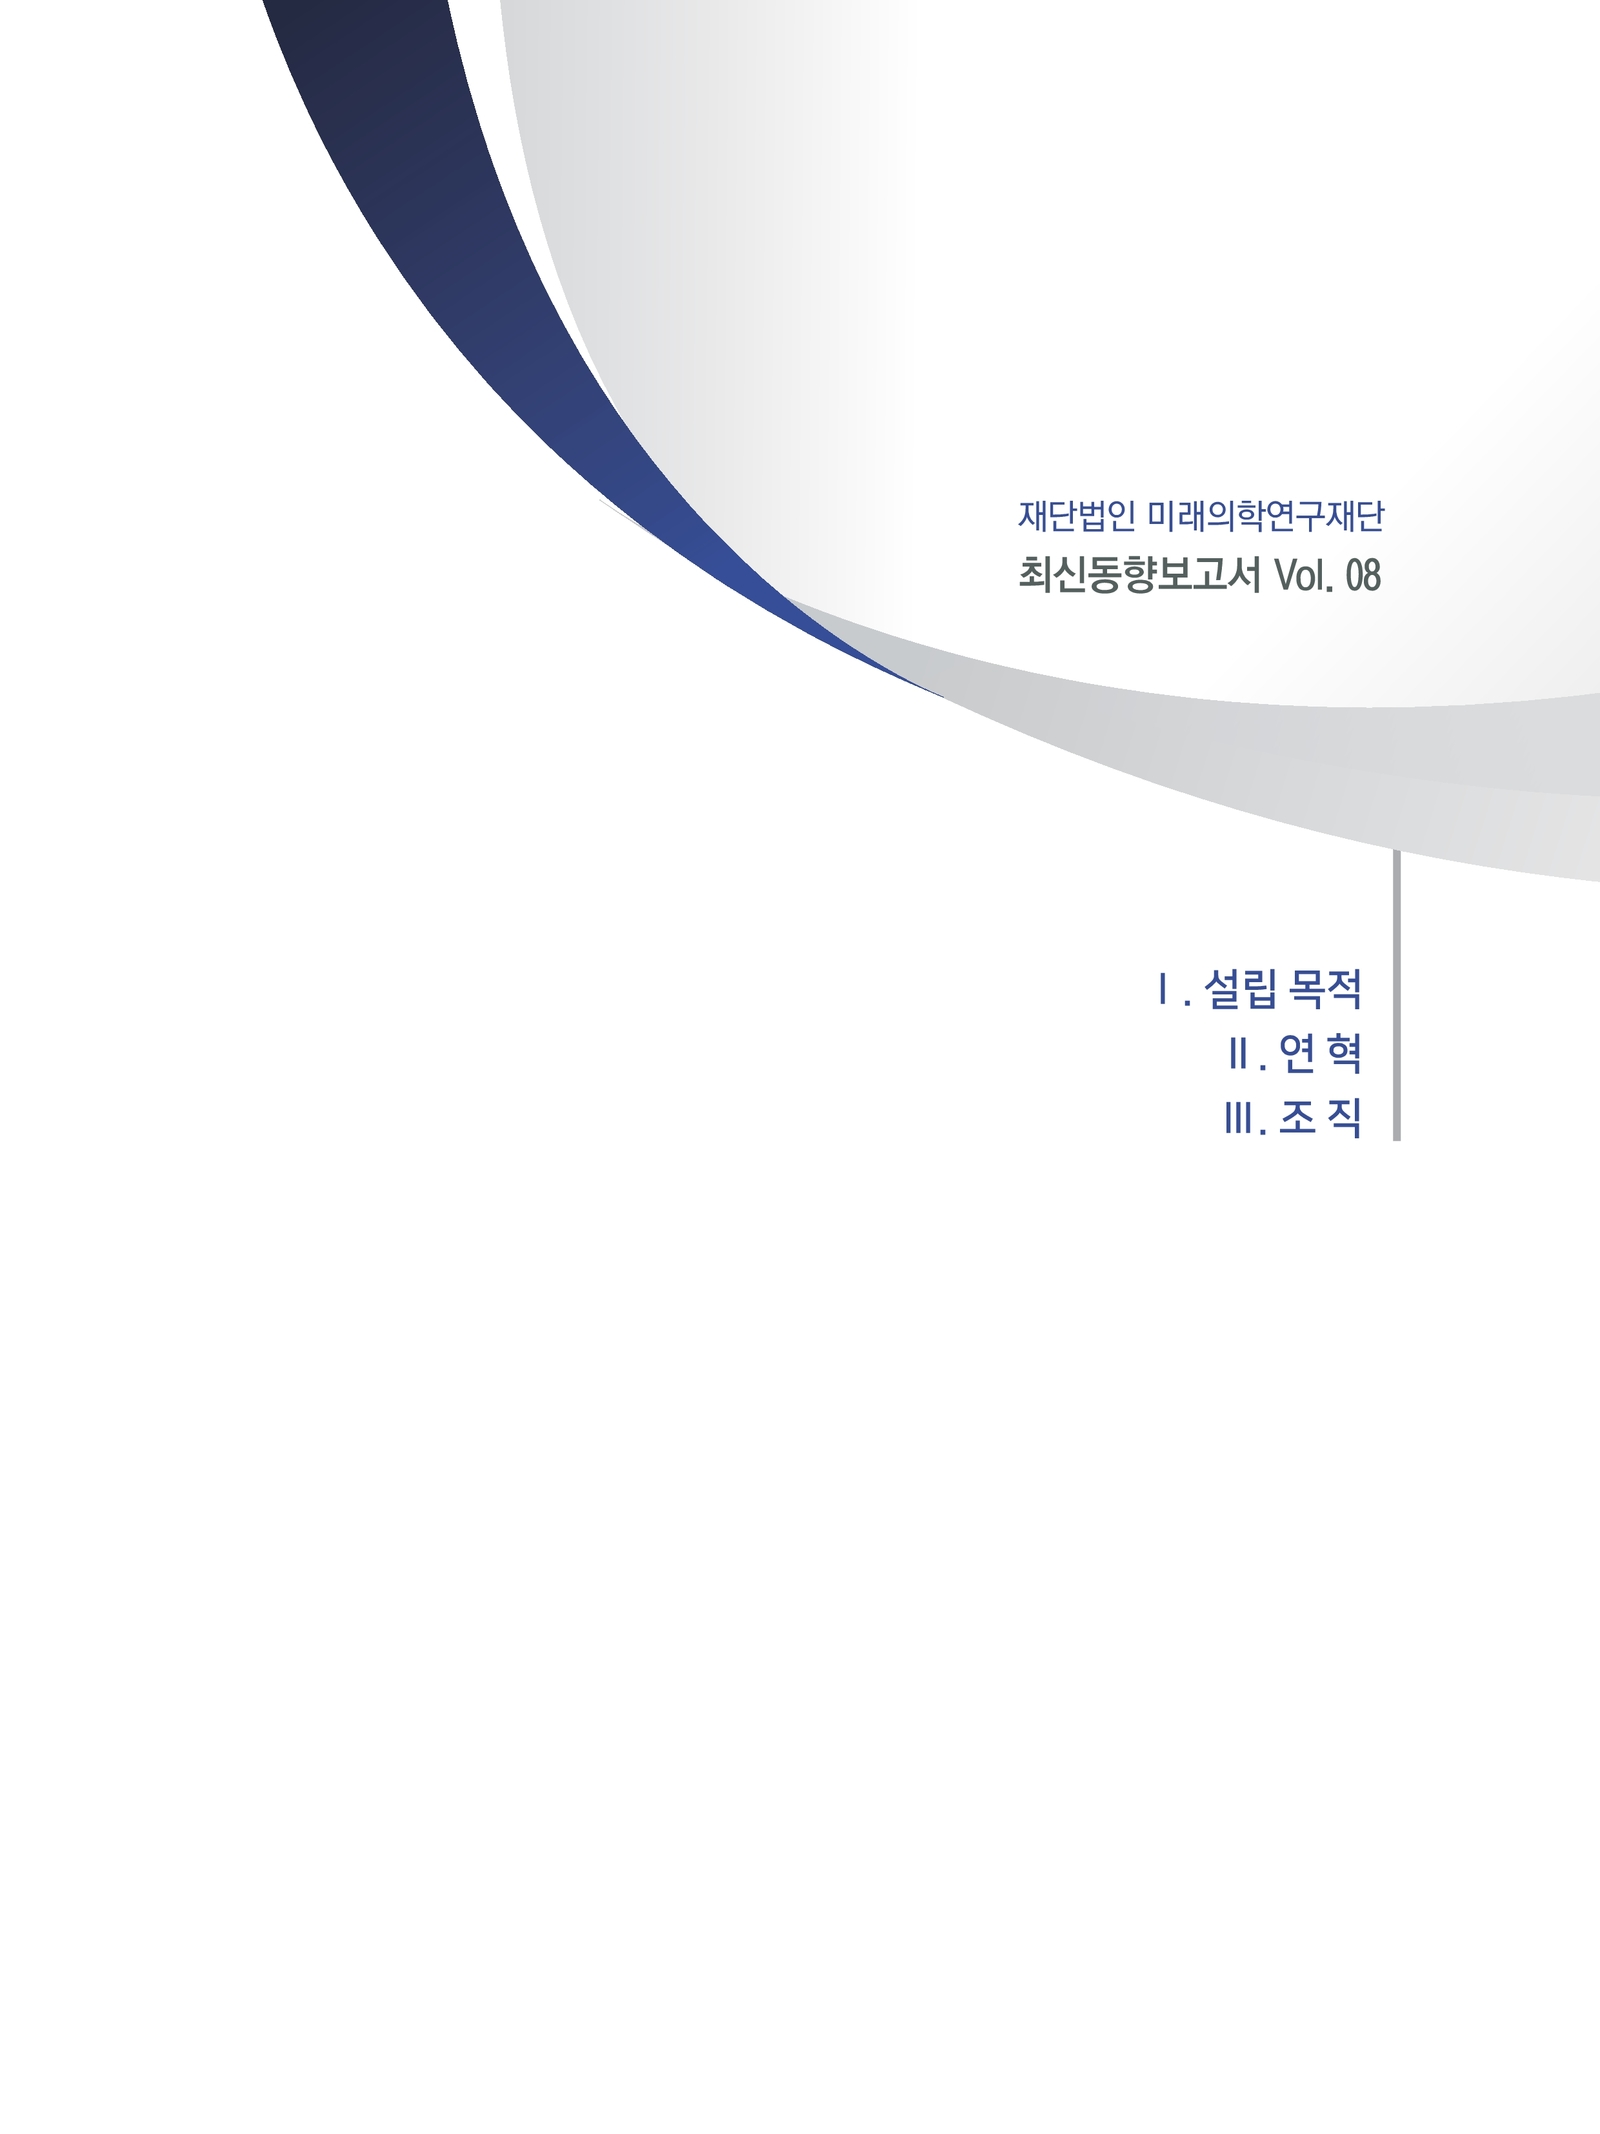 재단법인 미래의학연구재단
최신동향보고서 Vol. 08
Ⅰ. 설립 목적
Ⅱ. 연 혁
Ⅲ. 조 직